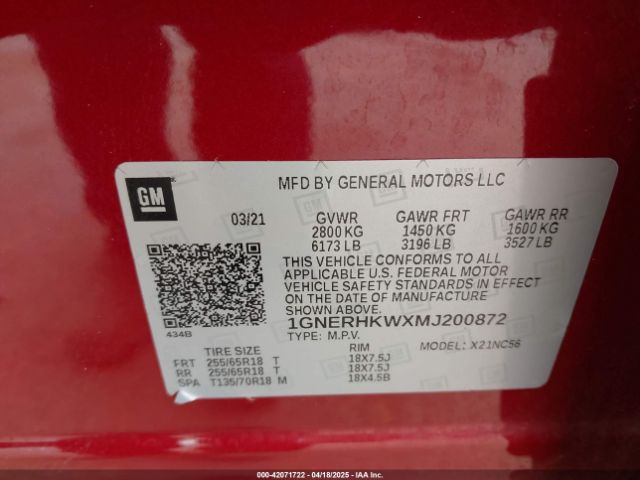 GM
MFD BY GENERAL MOTORS LLC
03/21 GVWR GAWR FRT GAWR RR
2800 KG 1450 KG 1600 KG
6173 LB 3196 LB 3527 LB
THIS VEHICLE CONFORMS TO ALL
APPLICABLE U.S. FEDERAL MOTOR
VEHICLE SAFETY STANDARDS IN EFFECT
ON THE DATE OF MANUFACTURE
SHOWN ABOVE.
434B
1GNERHKWXMJ200872
TYPE: M.P.V. MODEL: X21NC56
TIRE SIZE RIM
FRT 255/65R18 T 18X7.5J
RR 255/65R18 T 18X7.5J
SPA T135/70R18 M 18X4.5B
000-42071722 - 04/18/2025 - IAA Inc.